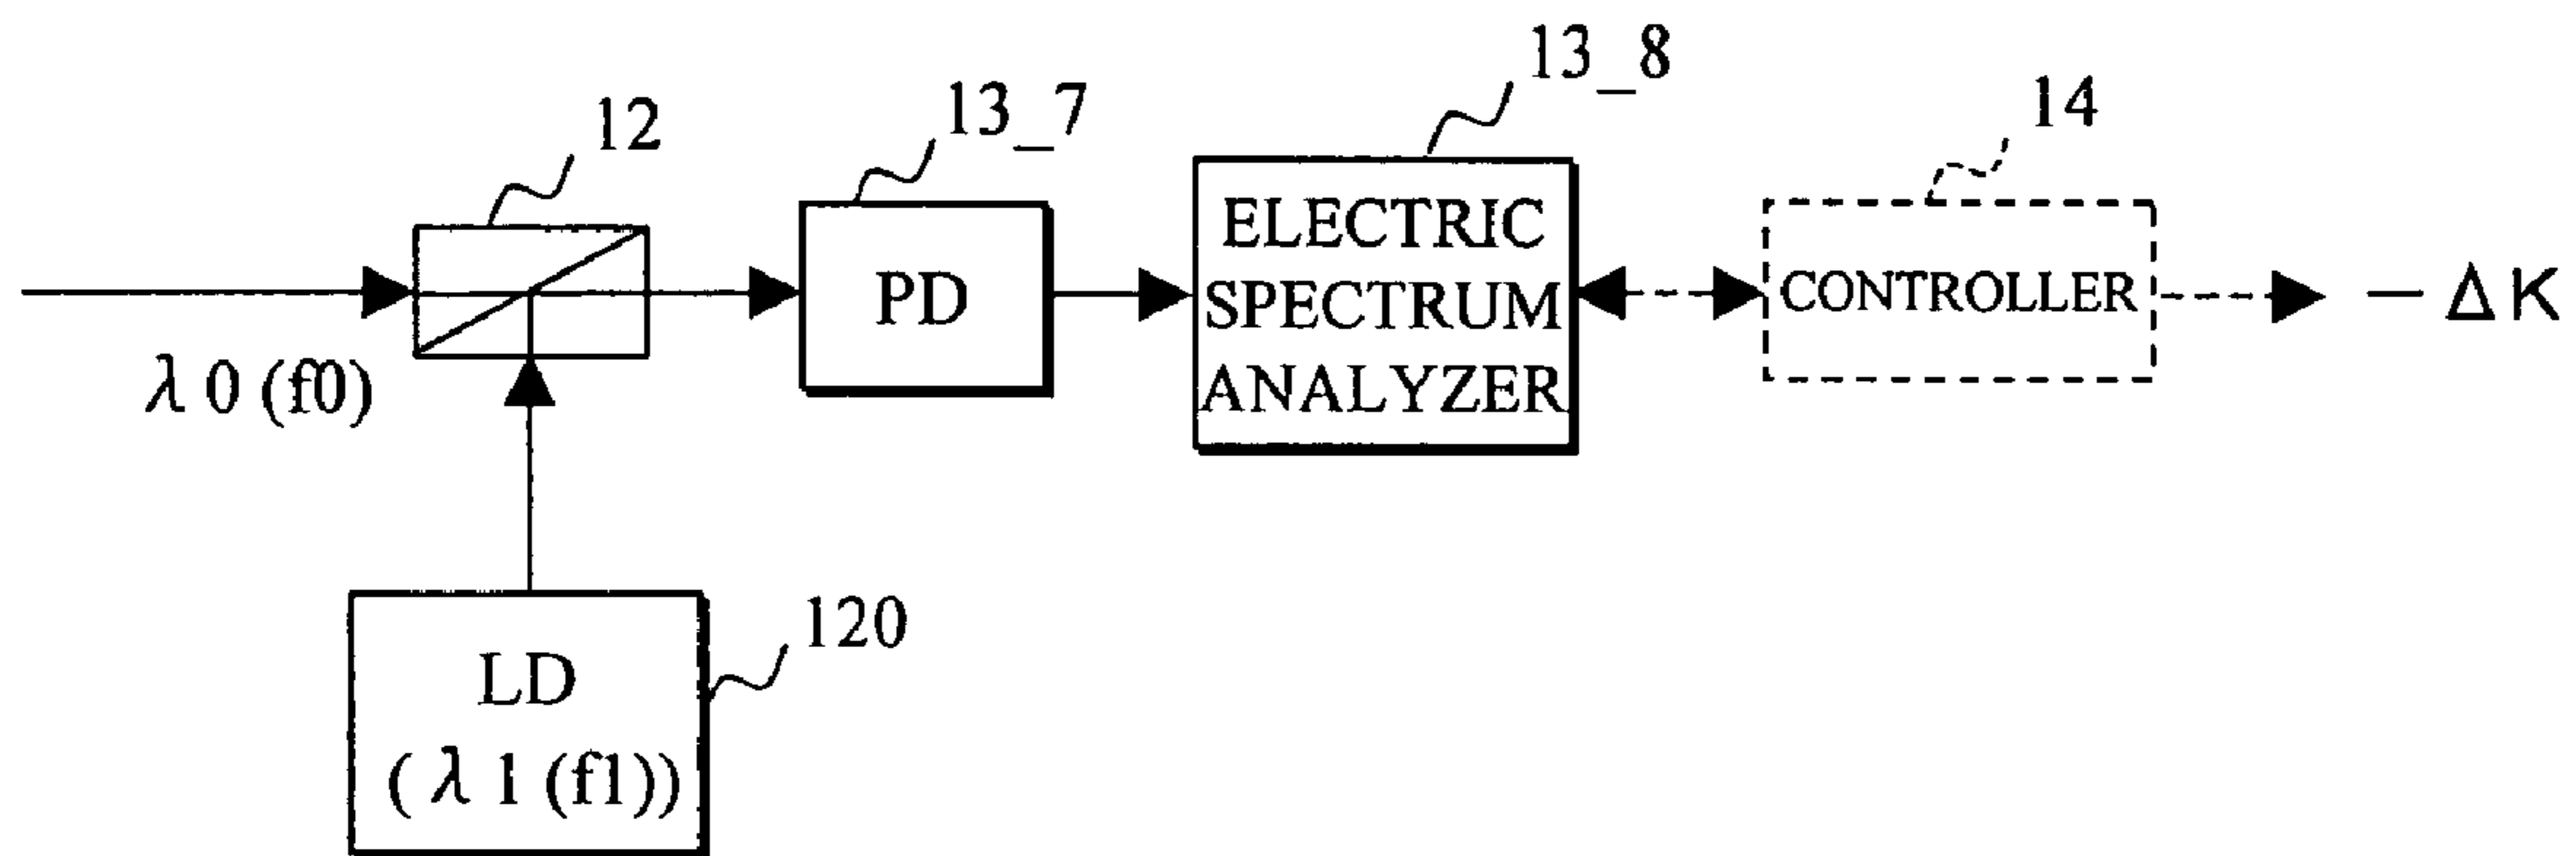 13_8
13_7
14
12
ELECTRIC
SPECTRUM
ANALYZER
PD
CONTROLLER
− ΔK
λ 0 (f0)
120
LD
( λ 1 (f1))